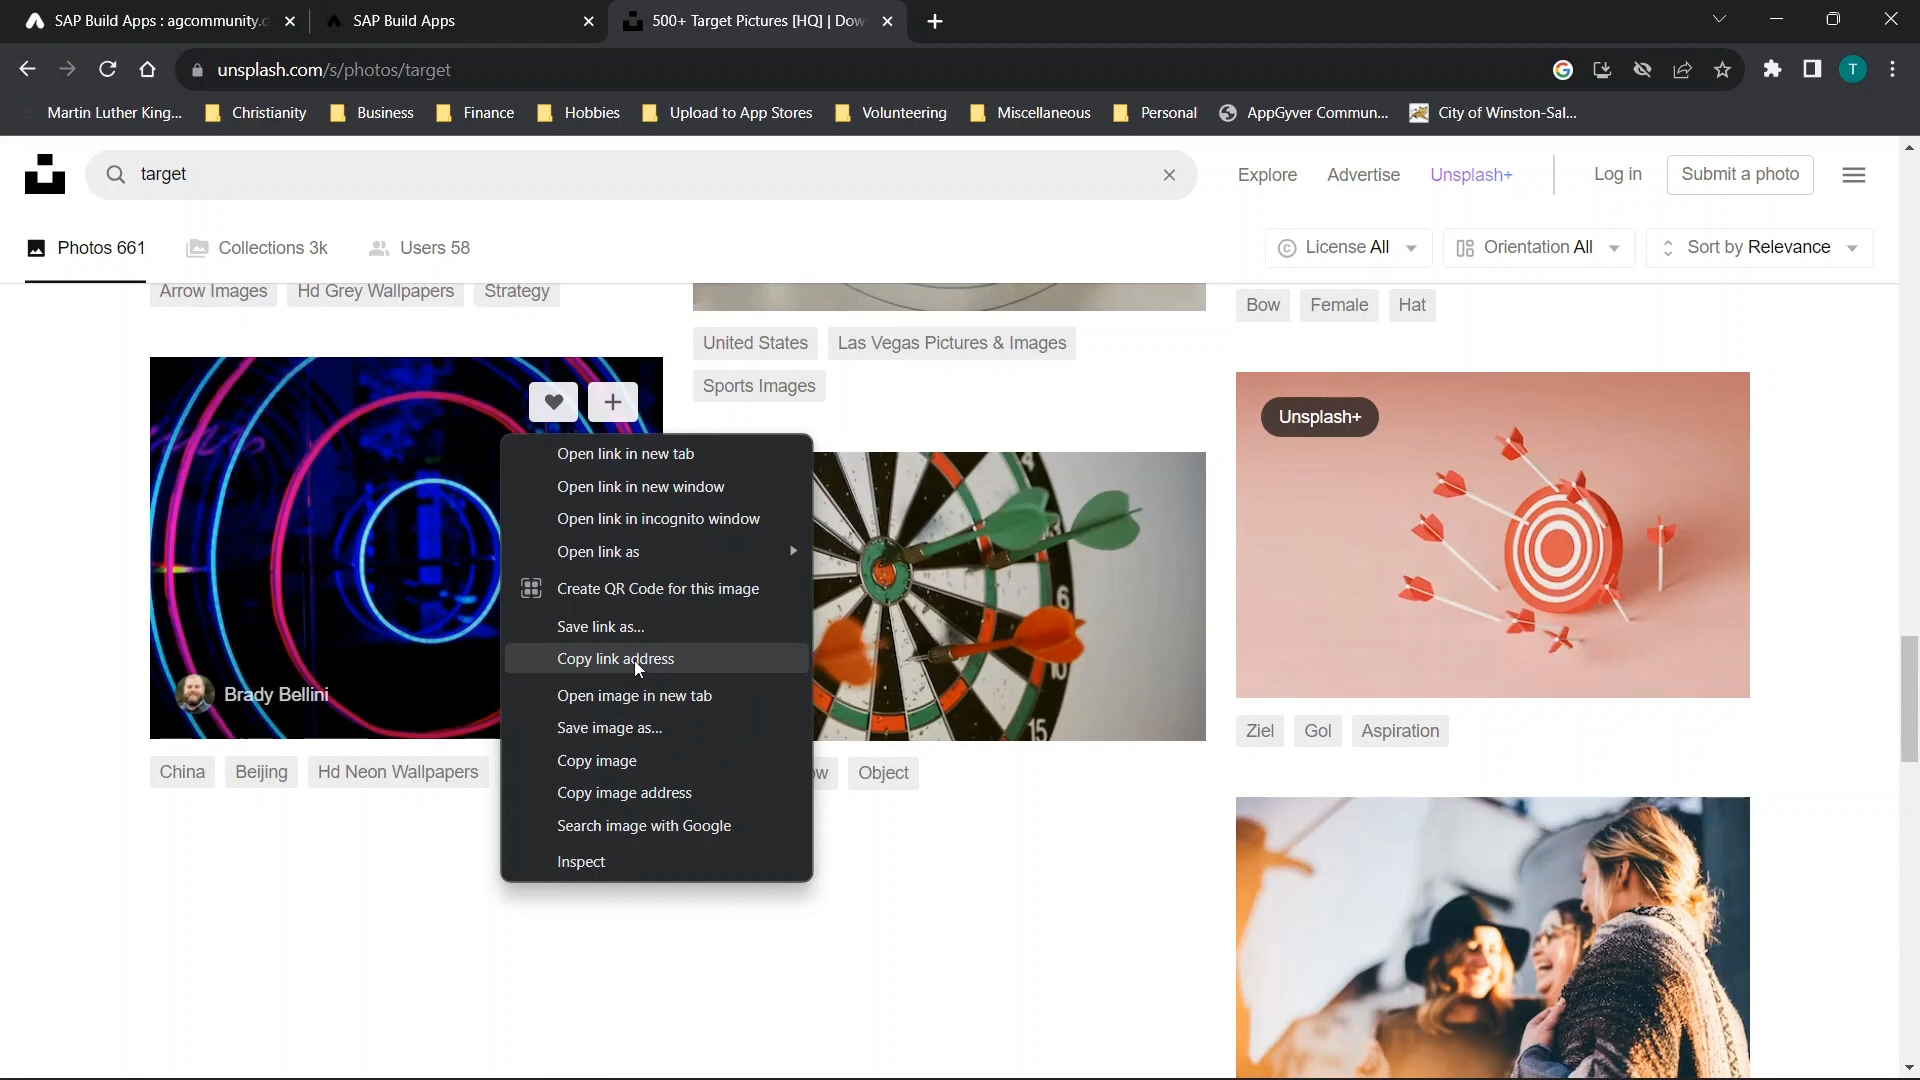 SAP Build Apps : agcommunity.c
SAP Build Apps
500+ Target Pictures [HQ] | Dow
unsplash.com/s/photos/target
T
Martin Luther King...
Christianity
Business
Finance
Hobbies
Upload to App Stores
Volunteering
Miscellaneous
Personal
AppGyver Commun...
City of Winston-Sal...
target
Explore
Advertise
Unsplash+
Log in
Submit a photo
Photos 661
Collections 3k
Users 58
License All
Orientation All
Sort by Relevance
Arrow Images
Hd Grey Wallpapers
Strategy
United States
Las Vegas Pictures & Images
Sports Images
Bow
Female
Hat
Brady Bellini
China
Beijing
Hd Neon Wallpapers
Open link in new tab
Open link in new window
Open link in incognito window
Open link as
Create QR Code for this image
Save link as...
Copy link address
Open image in new tab
Save image as...
Copy image
Copy image address
Search image with Google
Inspect
6
15
ow
Object
Unsplash+
Ziel
Gol
Aspiration